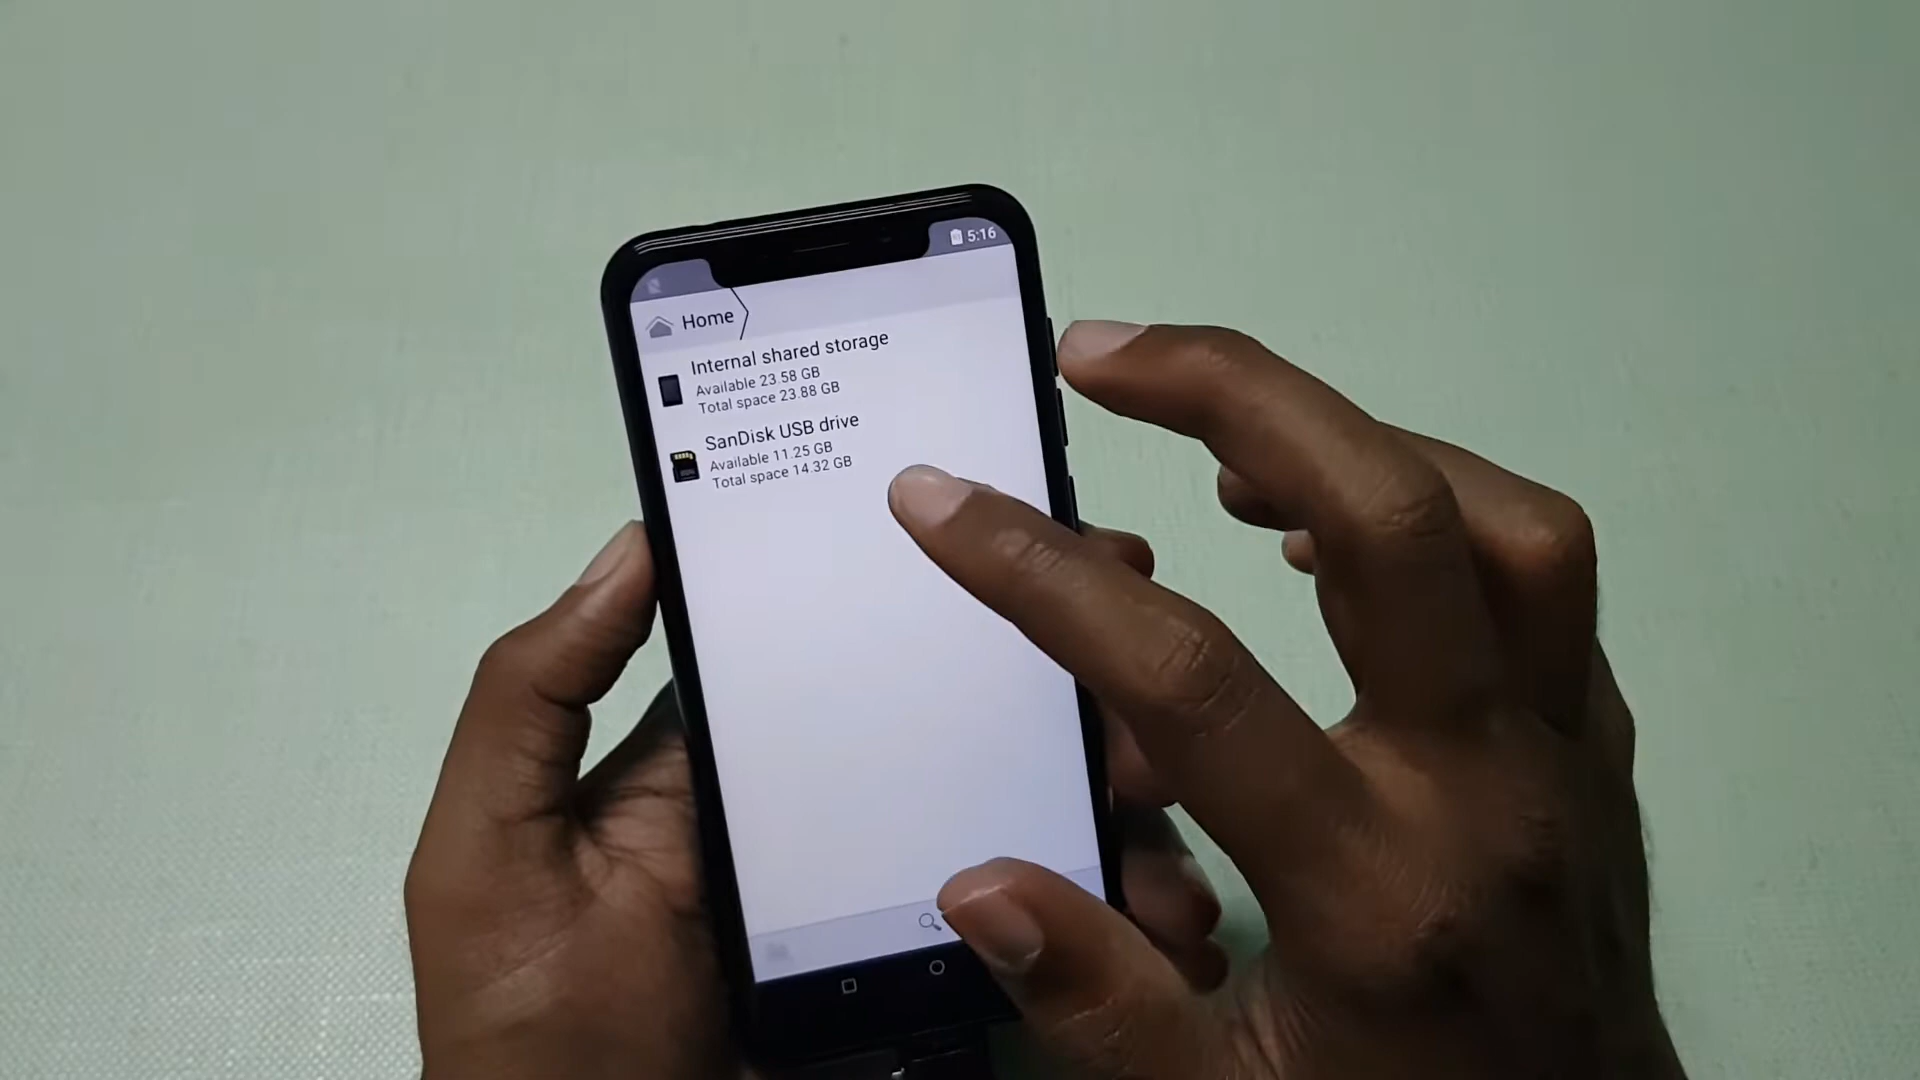 5:16
Home
Internal shared storage
Available 23.58 GB
Total space 23.88 GB
SanDisk USB drive
Available 11.25 GB
Total space 14.32 GB